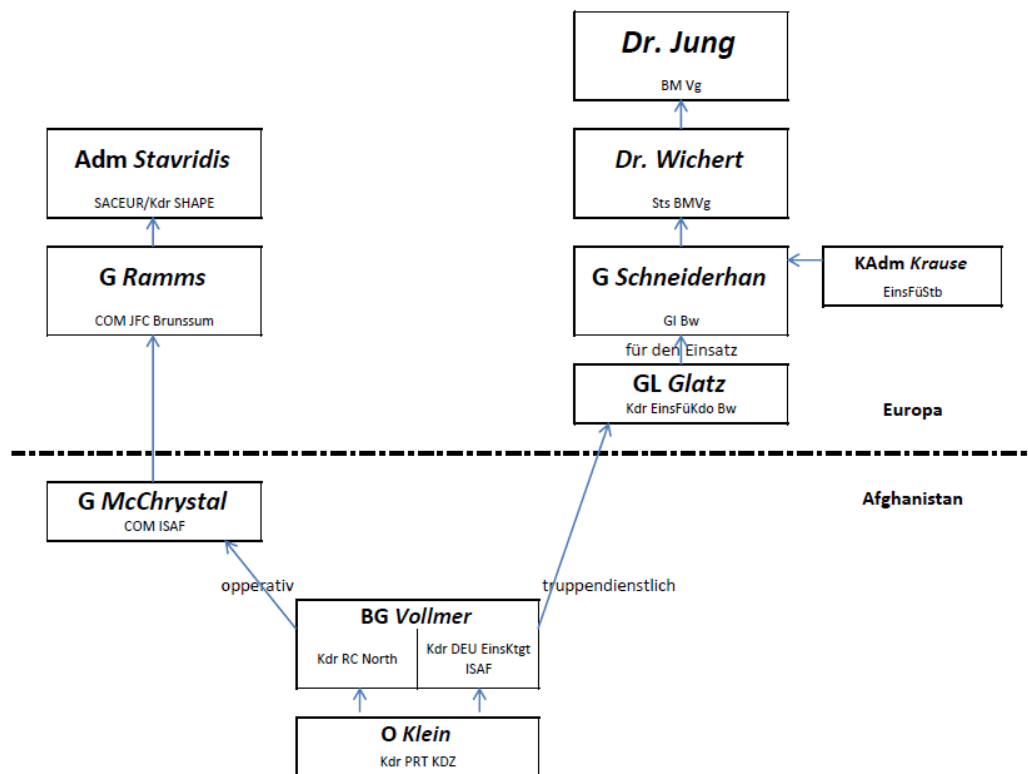 Dr. Jung
BM Vg
Adm Stavridis
SACEUR/Kdr SHAPE
Dr. Wichert
Sts BMVg
G Ramms
COM JFC Brunssum
G Schneiderhan
GI Bw
KAdm Krause
EinsFüStb
für den Einsatz
GL Glatz
Kdr EinsFüKdo Bw
Europa
Afghanistan
G McChrystal
COM ISAF
opperativ
truppendienstlich
BG Vollmer
Kdr RC North
Kdr DEU EinsKtgt
ISAF
O Klein
Kdr PRT KDZ